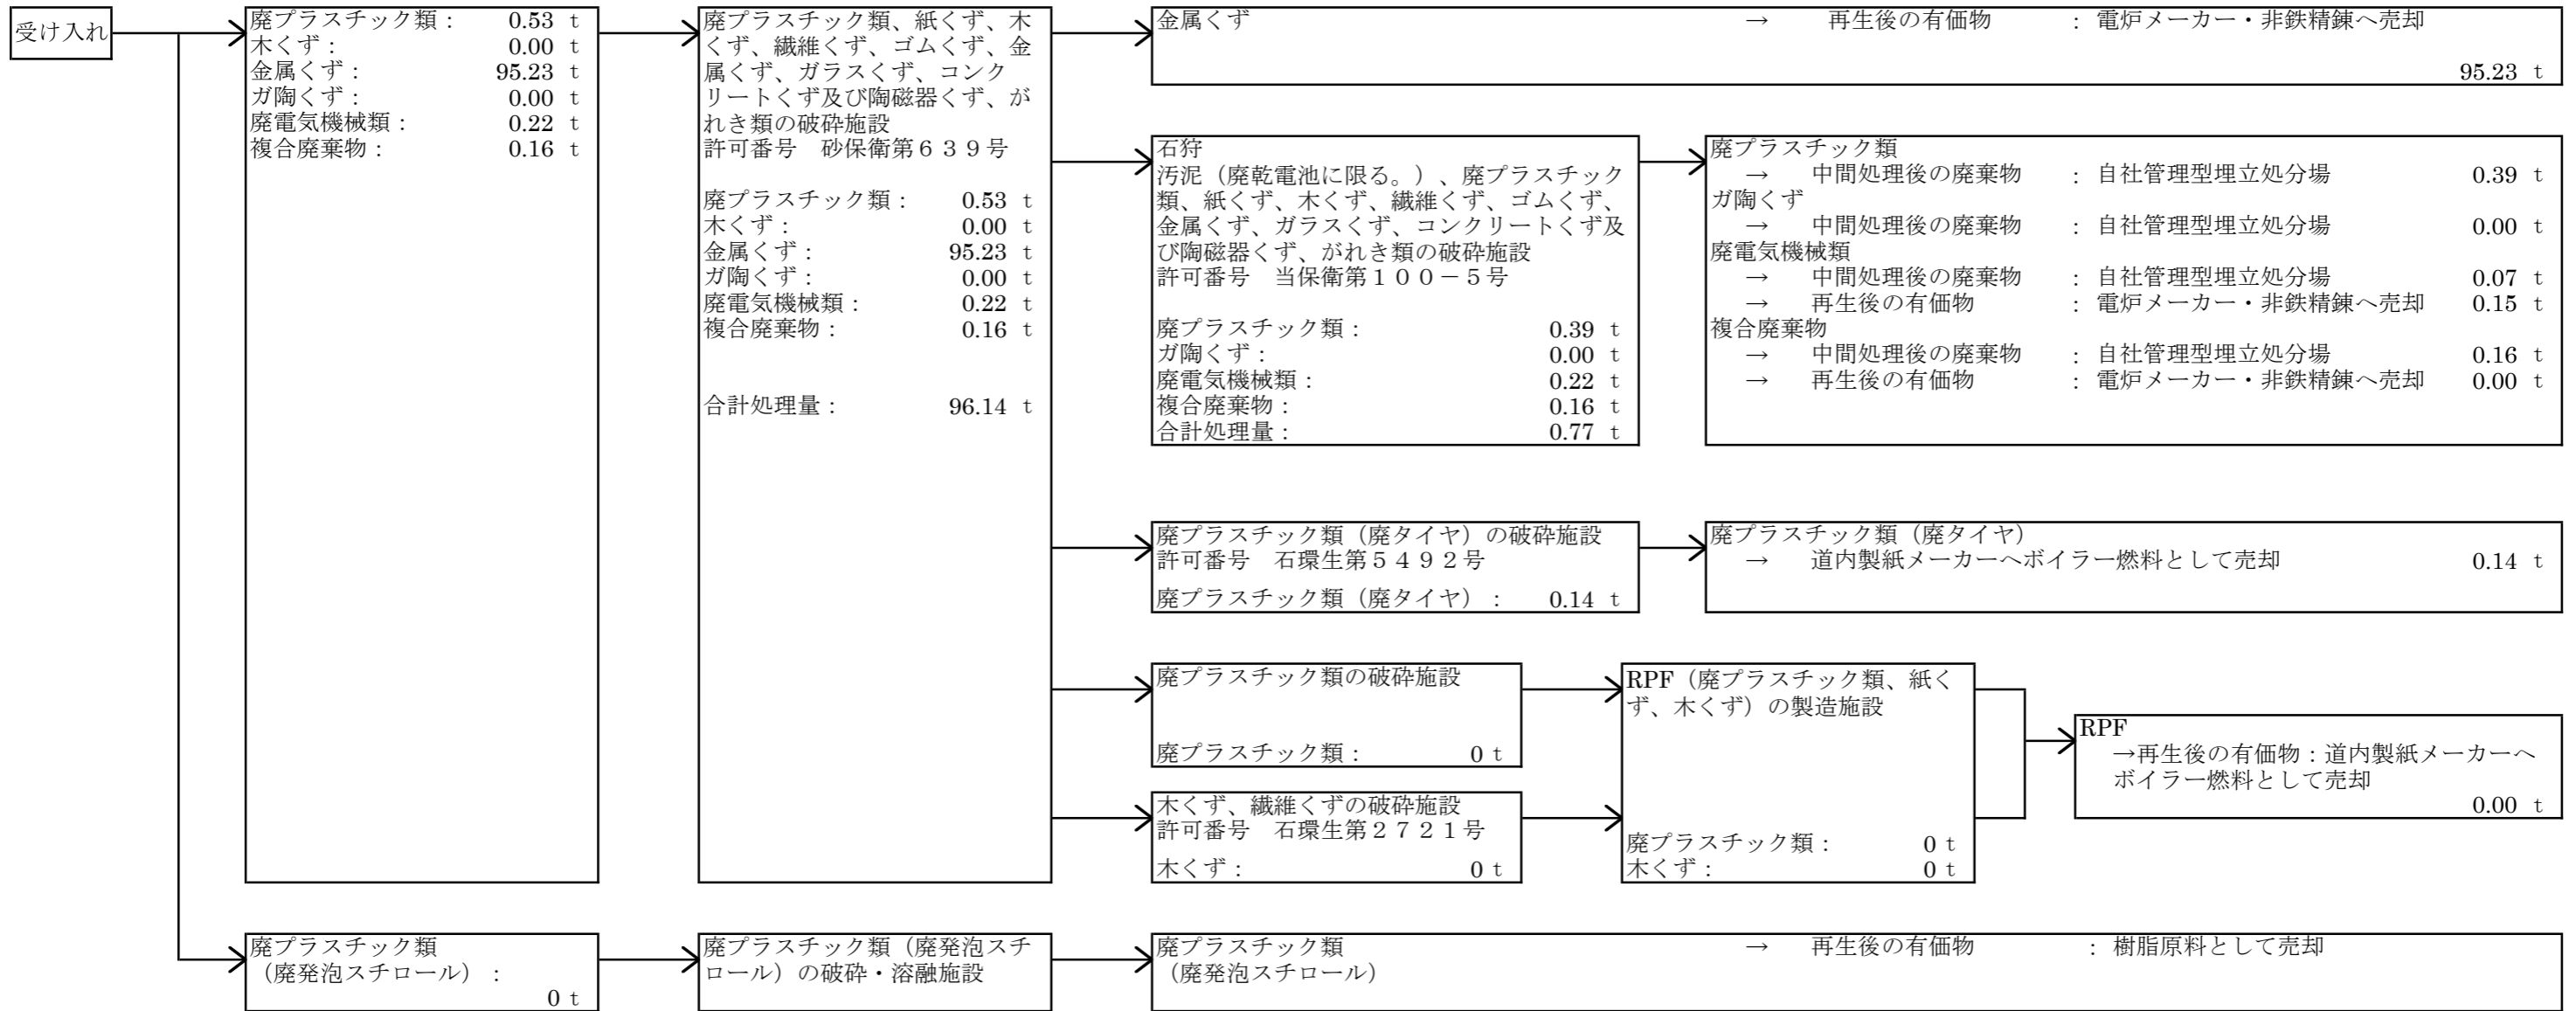 受け入れ
廃プラスチック類： 0.53 t
木くず： 0.00 t
金属くず： 95.23 t
ガ陶くず： 0.00 t
廃電気機械類： 0.22 t
複合廃棄物： 0.16 t
廃プラスチック類、紙くず、木
くず、繊維くず、ゴムくず、金
属くず、ガラスくず、コンク
リートくず及び陶磁器くず、が
れき類の破砕施設
許可番号　砂保衛第６３９号
廃プラスチック類： 0.53 t
木くず： 0.00 t
金属くず： 95.23 t
ガ陶くず： 0.00 t
廃電気機械類： 0.22 t
複合廃棄物： 0.16 t
合計処理量： 96.14 t
金属くず → 再生後の有価物 ：電炉メーカー・非鉄精錬へ売却
95.23 t
石狩
汚泥（廃乾電池に限る。）、廃プラスチック
類、紙くず、木くず、繊維くず、ゴムくず、
金属くず、ガラスくず、コンクリートくず及
び陶磁器くず、がれき類の破砕施設
許可番号　当保衛第１００－５号
廃プラスチック類： 0.39 t
ガ陶くず： 0.00 t
廃電気機械類： 0.22 t
複合廃棄物： 0.16 t
合計処理量： 0.77 t
廃プラスチック類
→ 中間処理後の廃棄物 ：自社管理型埋立処分場 0.39 t
ガ陶くず
→ 中間処理後の廃棄物 ：自社管理型埋立処分場 0.00 t
廃電気機械類
→ 中間処理後の廃棄物 ：自社管理型埋立処分場 0.07 t
→ 再生後の有価物 ：電炉メーカー・非鉄精錬へ売却 0.15 t
複合廃棄物
→ 中間処理後の廃棄物 ：自社管理型埋立処分場 0.16 t
→ 再生後の有価物 ：電炉メーカー・非鉄精錬へ売却 0.00 t
廃プラスチック類（廃タイヤ）の破砕施設
許可番号　石環生第５４９２号
廃プラスチック類（廃タイヤ）： 0.14 t
廃プラスチック類（廃タイヤ）
→ 道内製紙メーカーへボイラー燃料として売却 0.14 t
廃プラスチック類の破砕施設
廃プラスチック類： 0 t
木くず、繊維くずの破砕施設
許可番号　石環生第２７２１号
木くず： 0 t
RPF（廃プラスチック類、紙く
ず、木くず）の製造施設
廃プラスチック類： 0 t
木くず： 0 t
RPF
→再生後の有価物：道内製紙メーカーへ
ボイラー燃料として売却
0.00 t
廃プラスチック類
（廃発泡スチロール）：
0 t
廃プラスチック類（廃発泡スチ
ロール）の破砕・溶融施設
廃プラスチック類 → 再生後の有価物 ：樹脂原料として売却
（廃発泡スチロール）